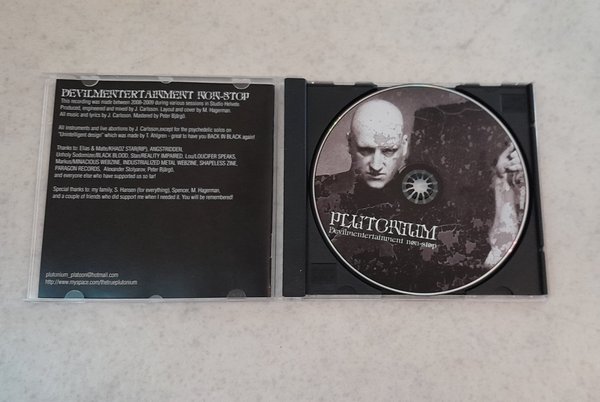 DEVILMENTERTAINMENT NON-STOP
This recording was made between 2008-2009 during various sessions in Studio Helvete.
Produced, engineered and mixed by J. Carlsson. Layout and cover by M. Hagerman.
All music and lyrics by J. Carlsson. Mastered by Peter Bjärgö.
All instruments and live abortions by J. Carlsson,except for the psychedelic solos on
"Unintelligent design" which was made by T. Ahlgren - great to have you BACK IN BLACK again!
Thanks to: Elias & Matte/KHAOZ STAR(RIP), ANGSTRIDDEN,
Unholy Sodomizer/BLACK BLOOD, Stan/REALITY IMPAIRED, Lou/LOUCIFER SPEAKS,
Markus/MINACIOUS WEBZINE, INDUSTRIALIZED METAL WEBZINE, SHAPELESS ZINE,
PARAGON RECORDS, Alexander Stolyarov, Peter Bjärgö,
and everyone else who have supported us so far!
Special thanks to: my family, S. Hansen (for everything), Spencer, M. Hagerman,
and a couple of friends who did support me when I needed it. You will be remembered!
plutonium_platoon@hotmail.com
http://www.myspace.com/thetrueplutonium
PLUTONIUM
Devilmentertainment non-stop